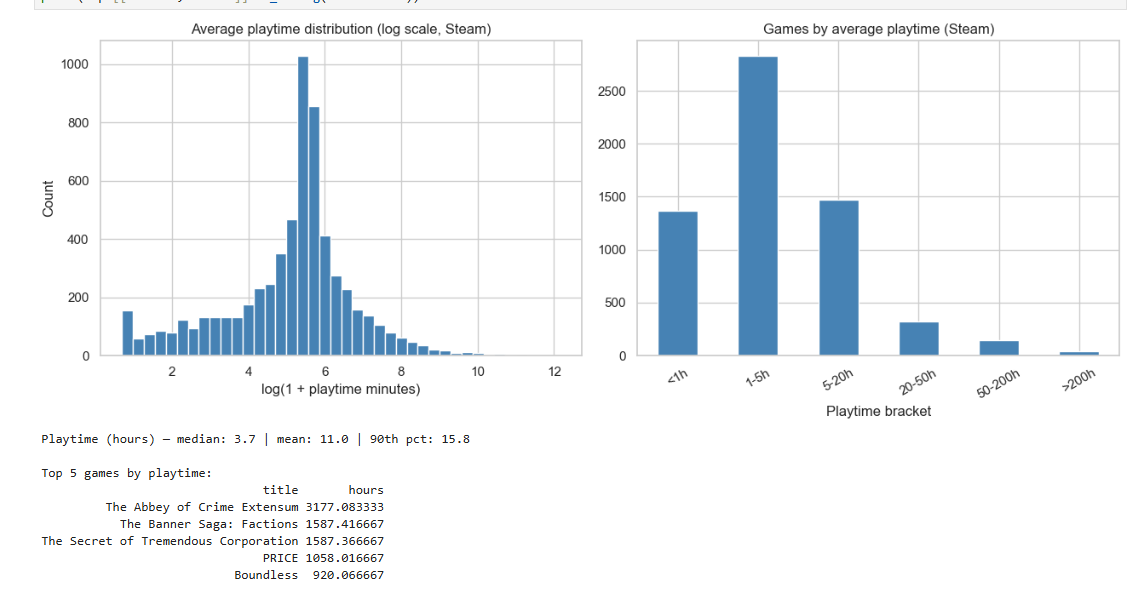 Average playtime distribution (log scale, Steam)
Games by average playtime (Steam)
1000
800
600
400
200
0
Count
2
4
6
8
10
12
log(1 + playtime minutes)
2500
2000
1500
1000
500
0
<1h
1-5h
5-20h
20-50h
50-200h
>200h
Playtime bracket
Playtime (hours) — median: 3.7 | mean: 11.0 | 90th pct: 15.8
Top 5 games by playtime:
title hours
The Abbey of Crime Extensum 3177.083333
The Banner Saga: Factions 1587.416667
The Secret of Tremendous Corporation 1587.366667
PRICE 1058.016667
Boundless 920.066667